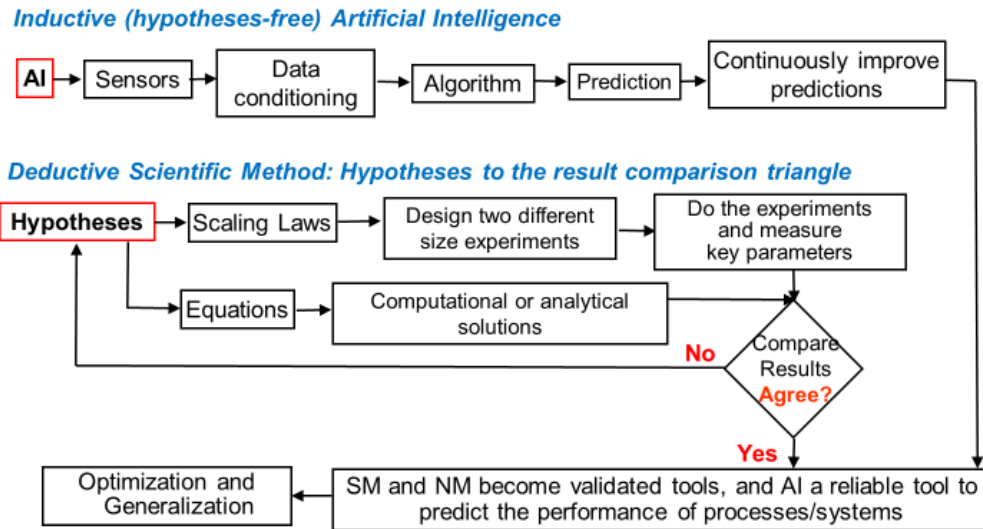 Inductive (hypotheses-free) Artificial Intelligence
AI
Sensors
Data
conditioning
Algorithm
Prediction
Continuously improve
predictions
Deductive Scientific Method: Hypotheses to the result comparison triangle
Hypotheses
Scaling Laws
Design two different
size experiments
Do the experiments
and measure
key parameters
Equations
Computational or analytical
solutions
Compare
Results
Agree?
No
Yes
Optimization and
Generalization
SM and NM become validated tools, and AI a reliable tool to
predict the performance of processes/systems